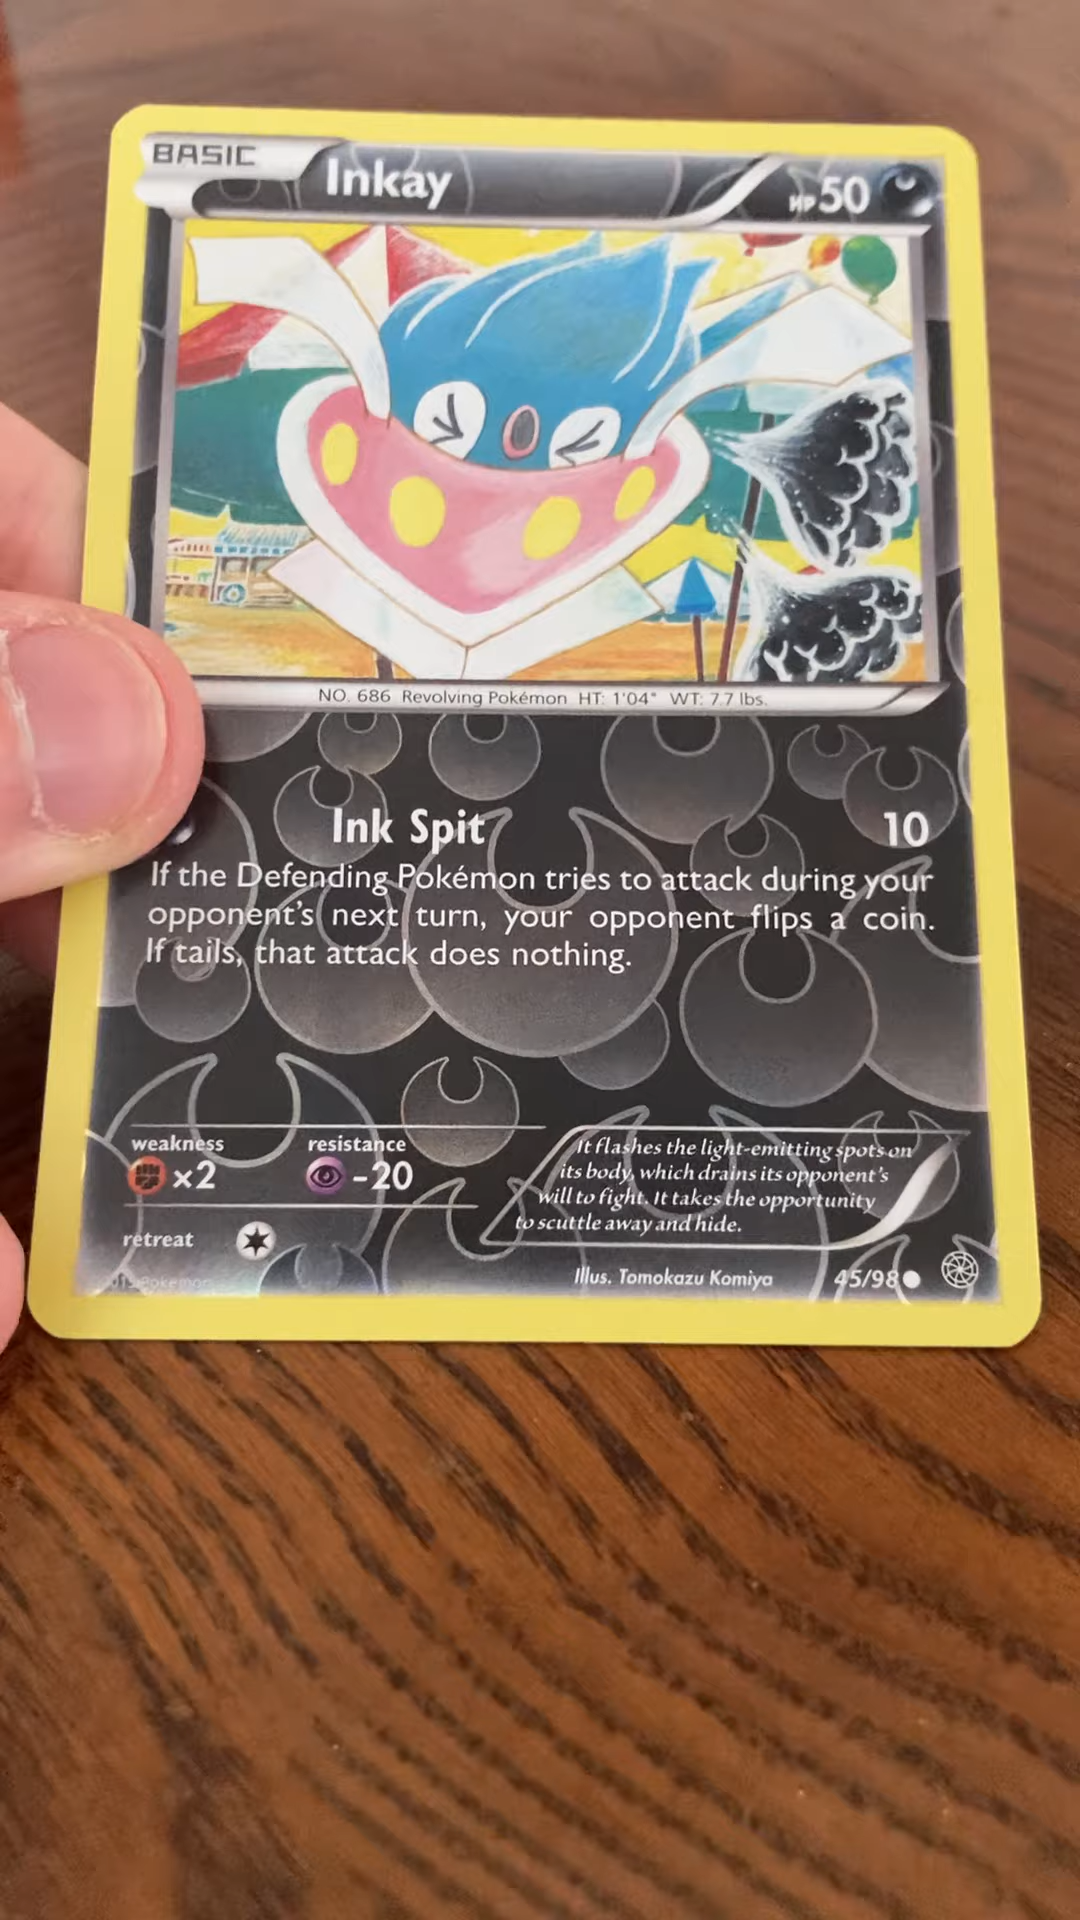 BASIC
Inkay
HP50
NO. 686 Revolving Pokémon HT: 1'04" WT: 7.7 lbs.
Ink Spit 10
If the Defending Pokémon tries to attack during your
opponent's next turn, your opponent flips a coin.
If tails, that attack does nothing.
weakness
×2
resistance
-20
retreat
It flashes the light-emitting spots on
its body, which drains its opponent's
will to fight. It takes the opportunity
to scuttle away and hide.
Pokémon
Illus. Tomokazu Komiya
45/98